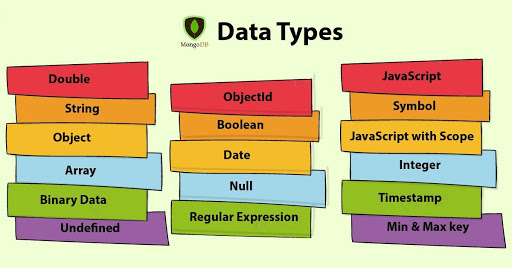 MongoDB
Data Types
Double
String
Object
Array
Binary Data
Undefined
ObjectId
Boolean
Date
Null
Regular Expression
JavaScript
Symbol
JavaScript with Scope
Integer
Timestamp
Min & Max key